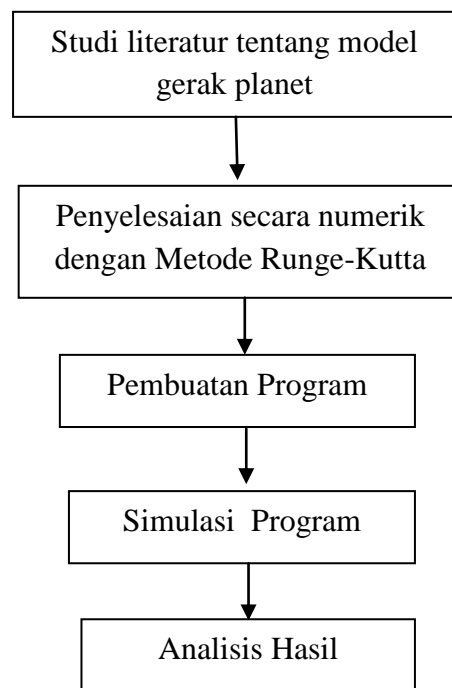 Studi literatur tentang model
gerak planet
Penyelesaian secara numerik
dengan Metode Runge-Kutta
Pembuatan Program
Simulasi Program
Analisis Hasil